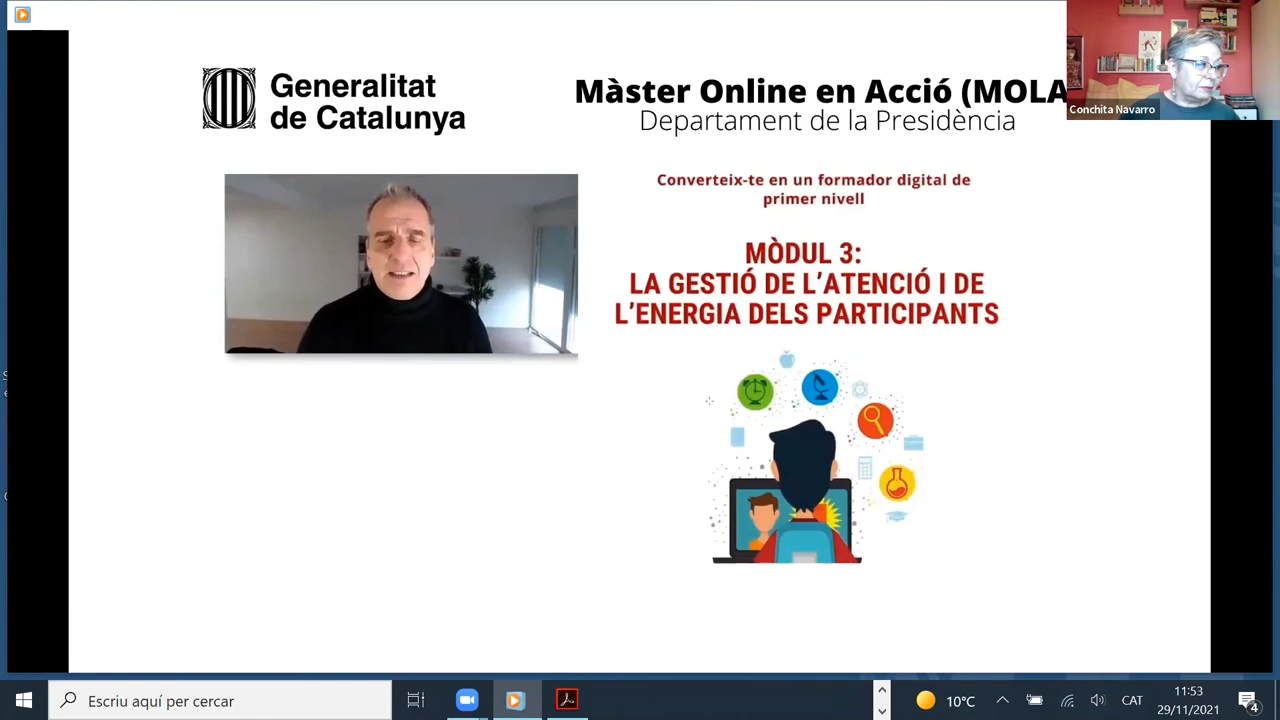 Generalitat
de Catalunya
Màster Online en Acció (MOLA
Departament de la Presidència
Conchita Navarro
Converteix-te en un formador digital de
primer nivell
MÒDUL 3:
LA GESTIÓ DE L’ATENCIÓ I DE
L’ENERGIA DELS PARTICIPANTS
Escriu aquí per cercar
10°C
CAT
11:53
29/11/2021
4